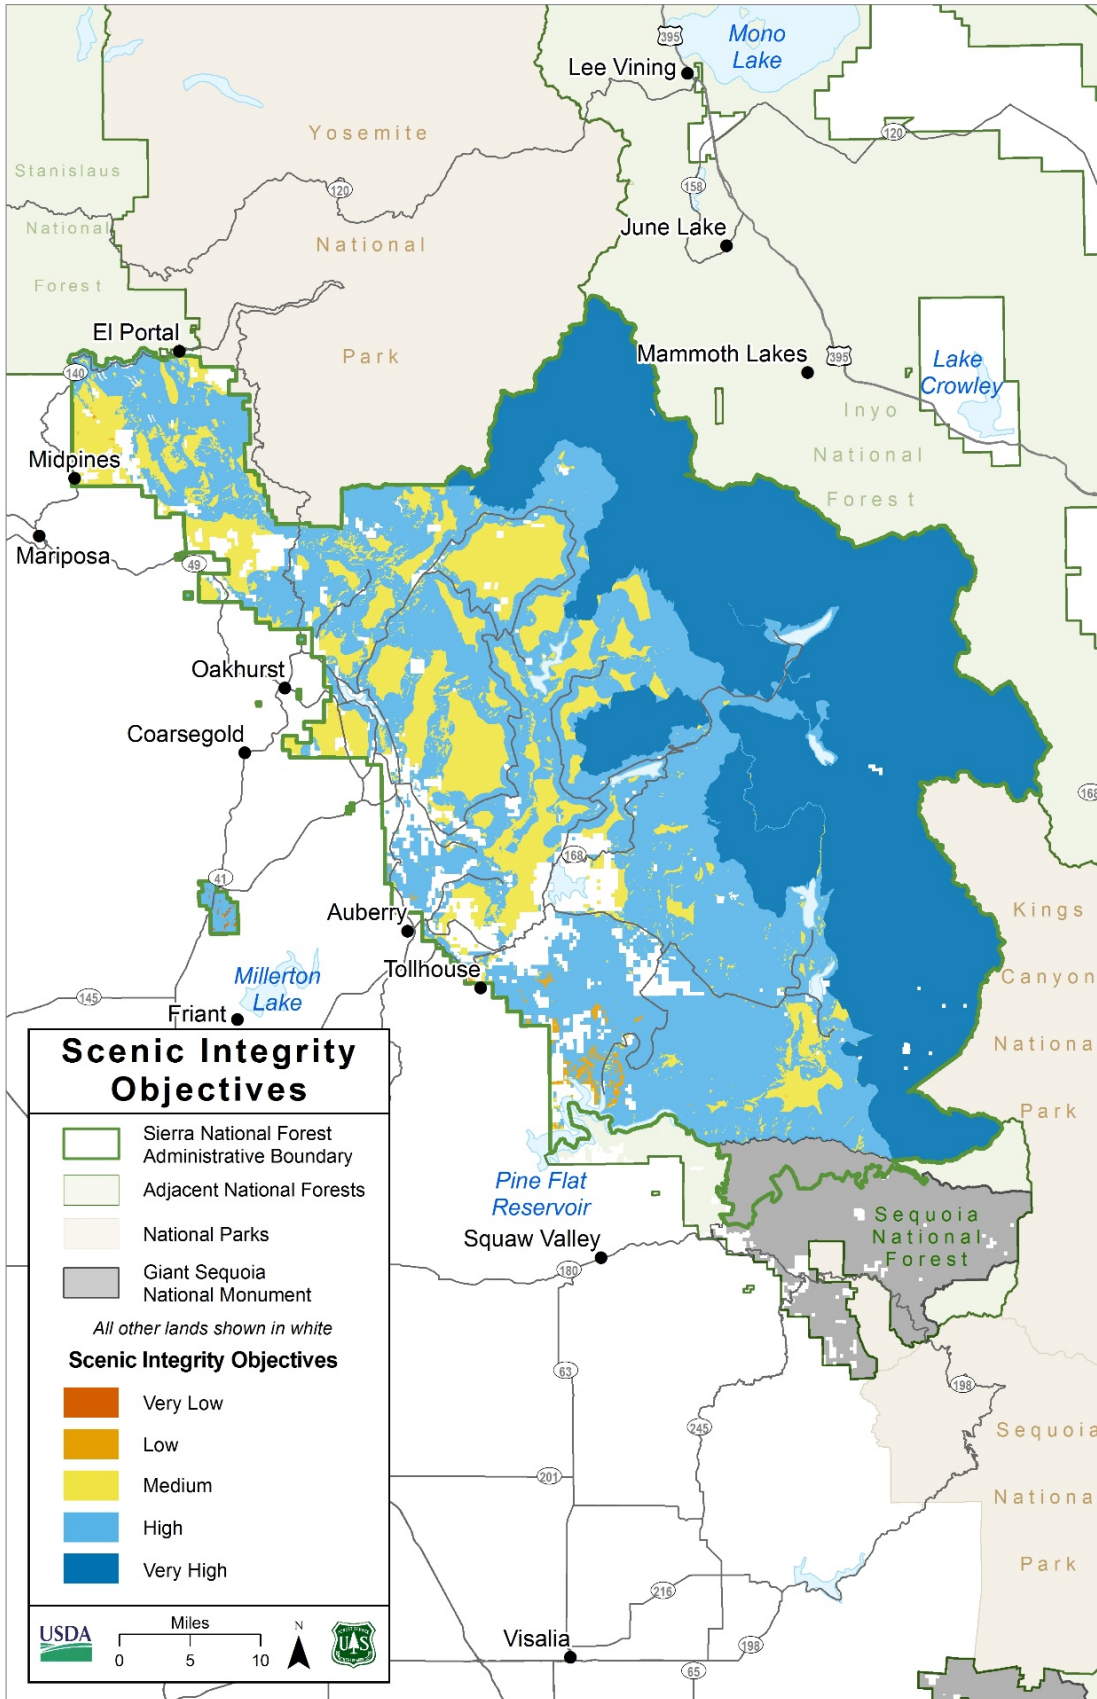 Mono
Lake
395
Lee Vining
120
Yosemite
Stanislaus
120
158
National
June Lake
National
Forest
El Portal
Park
Mammoth Lakes
395
Lake
Crowley
140
Inyo
National
Forest
Midpines
Mariposa
49
Oakhurst
Coarsegold
168
168
41
Auberry
Kings
Tollhouse
Millerton
Lake
Canyon
145
Friant
Nationa
Park
Pine Flat
Reservoir
Squaw Valley
Sequoia
National
Forest
180
63
198
245
Sequoia
201
Nationa
Park
216
Visalia
198
65
Scenic Integrity
Objectives
Sierra National Forest
Administrative Boundary
Adjacent National Forests
National Parks
Giant Sequoia
National Monument
All other lands shown in white
Scenic Integrity Objectives
Very Low
Low
Medium
High
Very High
USDA
Miles
0 5 10
N
U S